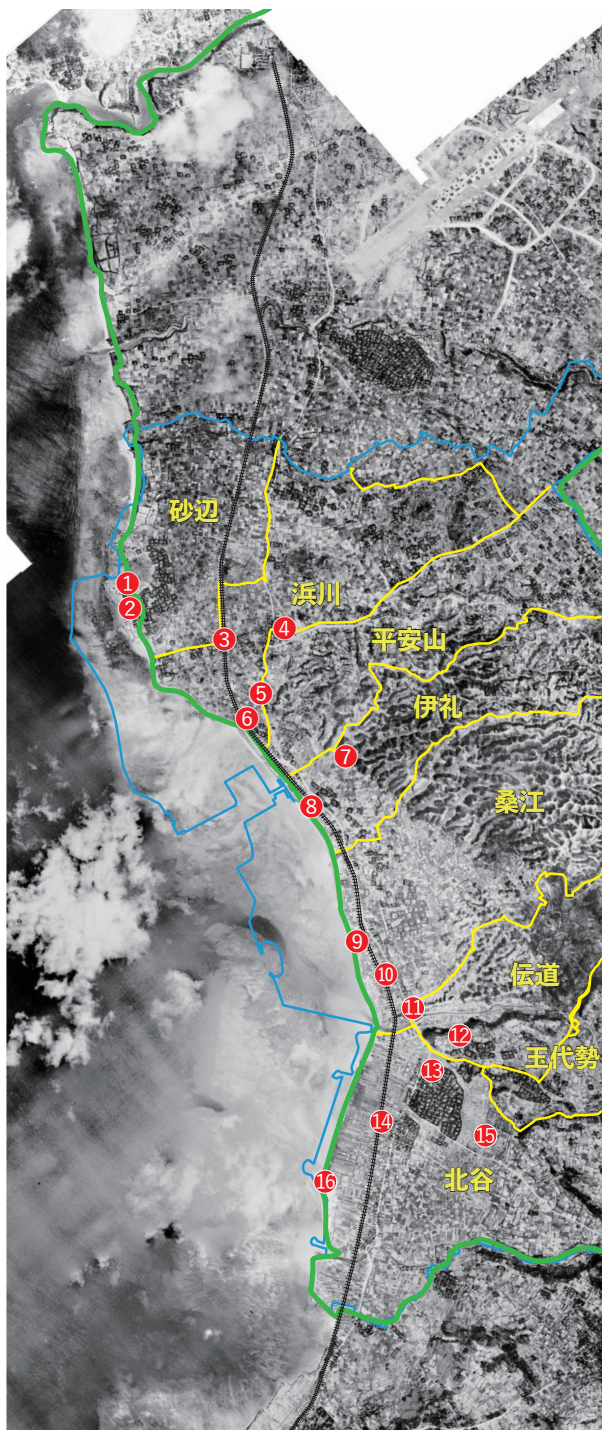 砂辺
①
②
浜川
③
④
平安山
⑤
伊礼
⑥
⑦
桑江
⑧
⑨
伝道
⑩
⑪
⑫
玉代勢
⑬
⑭
⑮
北谷
⑯